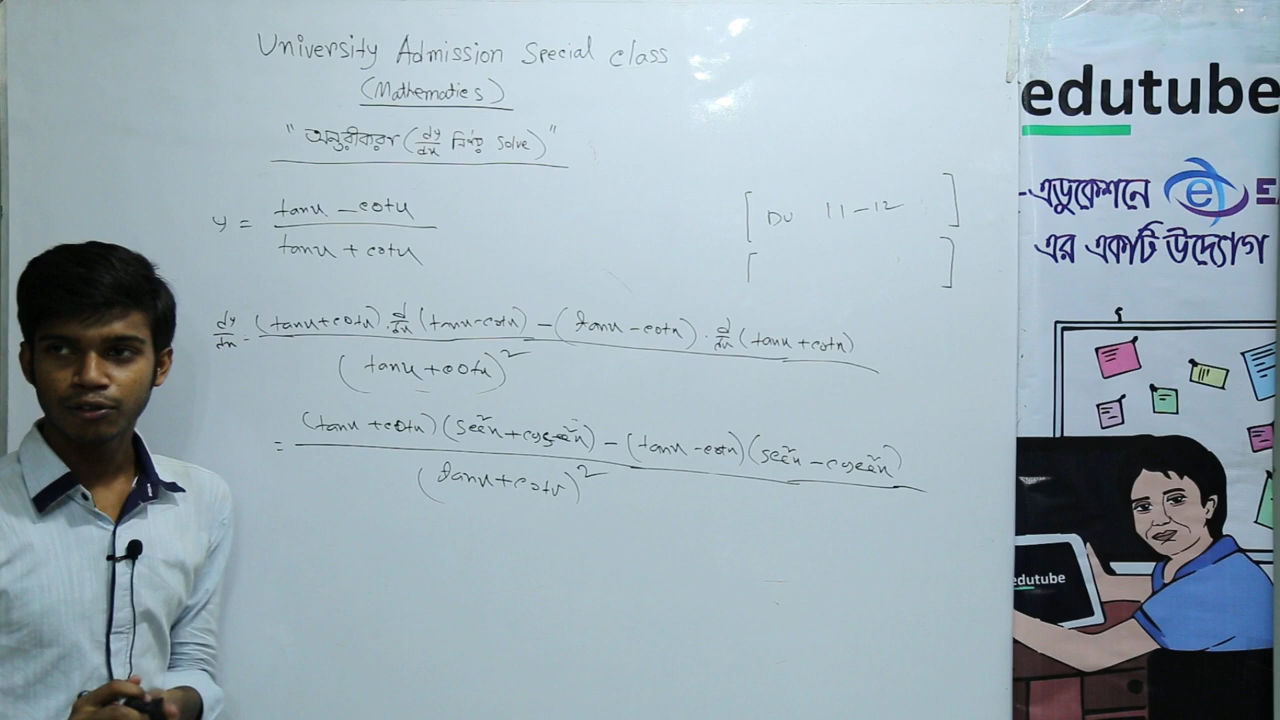 University Admission Special class
(Mathematics)
"অন্তরীকরণ (dy/dx নির্ণয় Solve)"
y = (tanx - cotx)/(tanx + cotx)
[DU 11-12]
[ ]
dy/dx = ((tanx+cotx)·d/dx(tanx-cotx) - (tanx-cotx)·d/dx(tanx+cotx))/(tanx+cotx)²
= ((tanx+cotx)(sec²x+cosec²x) - (tanx-cotx)(sec²x-cosec²x))/(tanx+cotx)²
edutube
-এডুকেশনে
এর একটি উদ্যোগ
edutube